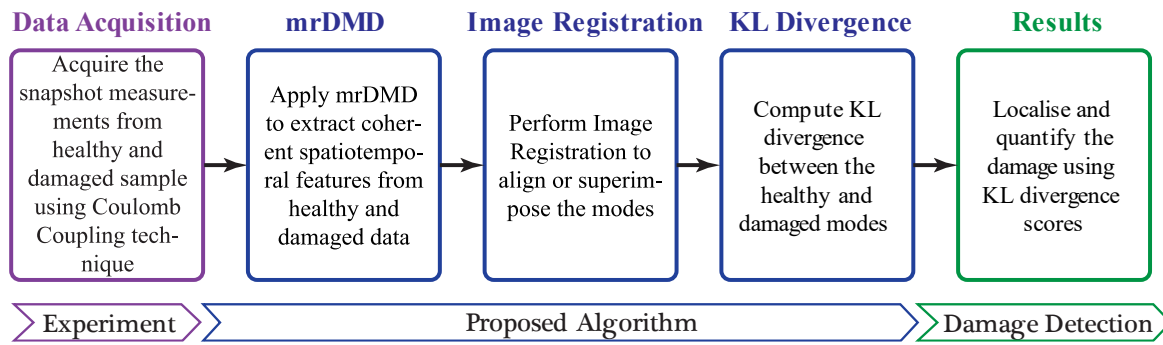 Data Acquisition
Acquire the
snapshot measure-
ments from
healthy and
damaged sample
using Coulomb
Coupling tech-
nique
mrDMD
Apply mrDMD
to extract coher-
ent spatiotempo-
ral features from
healthy and
damaged data
Image Registration
Perform Image
Registration to
align or superim-
pose the modes
KL Divergence
Compute KL
divergence
between the
healthy and
damaged modes
Results
Localise and
quantify the
damage using
KL divergence
scores
Experiment
Proposed Algorithm
Damage Detection